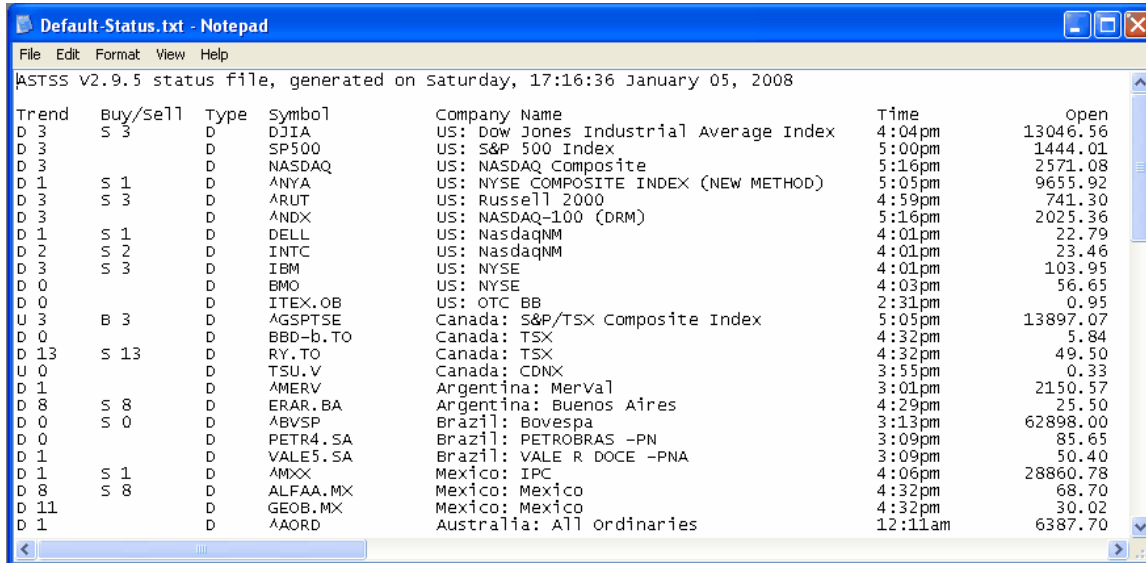 Default-Status.txt - Notepad
File Edit Format View Help
ASTSS V2.9.5 status file, generated on Saturday, 17:16:36 January 05, 2008
Trend Buy/Sell Type Symbol Company Name Time Open
D 3 S 3 D DJIA US: Dow Jones Industrial Average Index 4:04pm 13046.56
D 3 D SP500 US: S&P 500 Index 5:00pm 1444.01
D 3 D NASDAQ US: NASDAQ Composite 5:16pm 2571.08
D 1 S 1 D ^NYA US: NYSE COMPOSITE INDEX (NEW METHOD) 5:05pm 9655.92
D 3 S 3 D ^RUT US: Russell 2000 4:59pm 741.30
D 3 D ^NDX US: NASDAQ-100 (DRM) 5:16pm 2025.36
D 1 S 1 D DELL US: NasdaqNM 4:01pm 22.79
D 2 S 2 D INTC US: NasdaqNM 4:01pm 23.46
D 3 S 3 D IBM US: NYSE 4:01pm 103.95
D 0 D BMO US: NYSE 4:03pm 56.65
D 0 D ITEX.OB US: OTC BB 2:31pm 0.95
U 3 B 3 D ^GSPTSE Canada: S&P/TSX Composite Index 5:05pm 13897.07
D 0 D BBD-b.TO Canada: TSX 4:32pm 5.84
D 13 S 13 D RY.TO Canada: TSX 4:32pm 49.50
U 0 D TSU.V Canada: CDNX 3:55pm 0.33
D 1 D ^MERV Argentina: MerVal 3:01pm 2150.57
D 8 S 8 D ERAR.BA Argentina: Buenos Aires 4:29pm 25.50
D 0 S 0 D ^BVSP Brazil: Bovespa 3:13pm 62898.00
D 0 D PETR4.SA Brazil: PETROBRAS -PN 3:09pm 85.65
D 1 D VALE5.SA Brazil: VALE R DOCE -PNA 3:09pm 50.40
D 1 S 1 D ^MXX Mexico: IPC 4:06pm 28860.78
D 8 S 8 D ALFAA.MX Mexico: Mexico 4:32pm 68.70
D 11 D GEOB.MX Mexico: Mexico 4:32pm 30.02
D 1 D ^AORD Australia: All Ordinaries 12:11am 6387.70